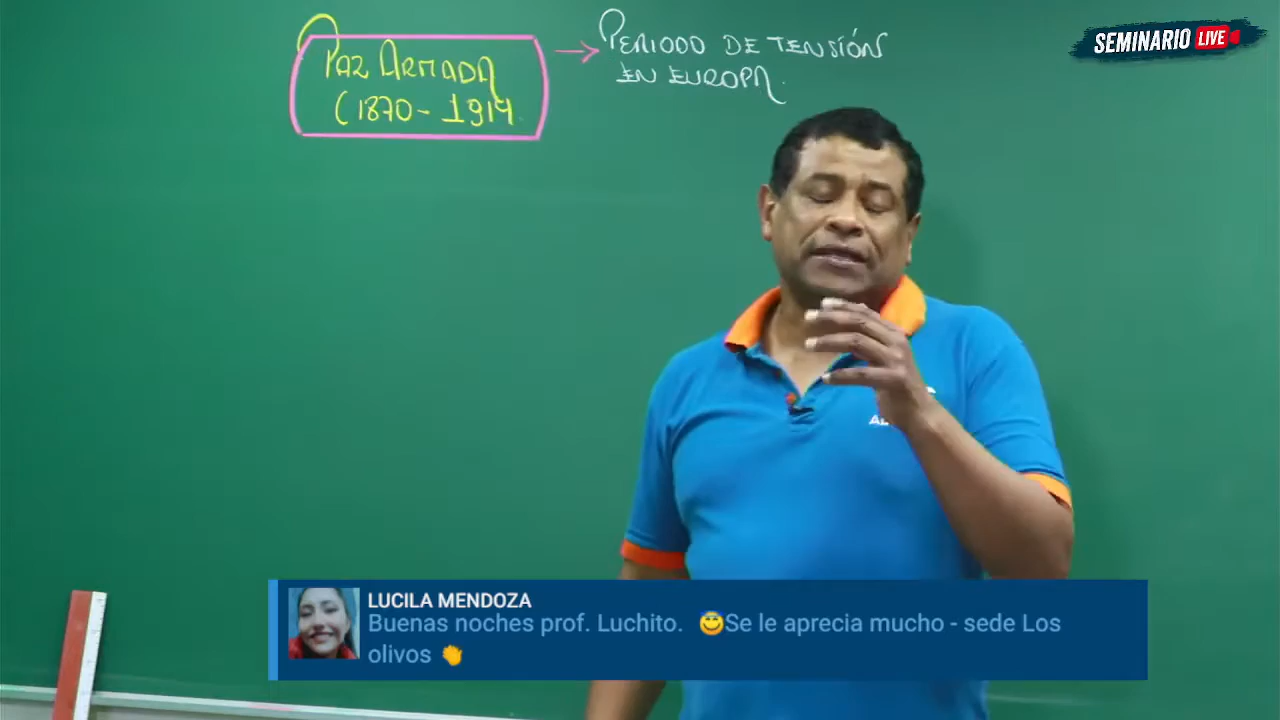 PAZ ARMADA
(1870- 1914
PERIODO DE TENSIÓN
EN EUROPA.
SEMINARIO LIVE
LUCILA MENDOZA
Buenas noches prof. Luchito. 😇Se le aprecia mucho - sede Los
olivos 👏